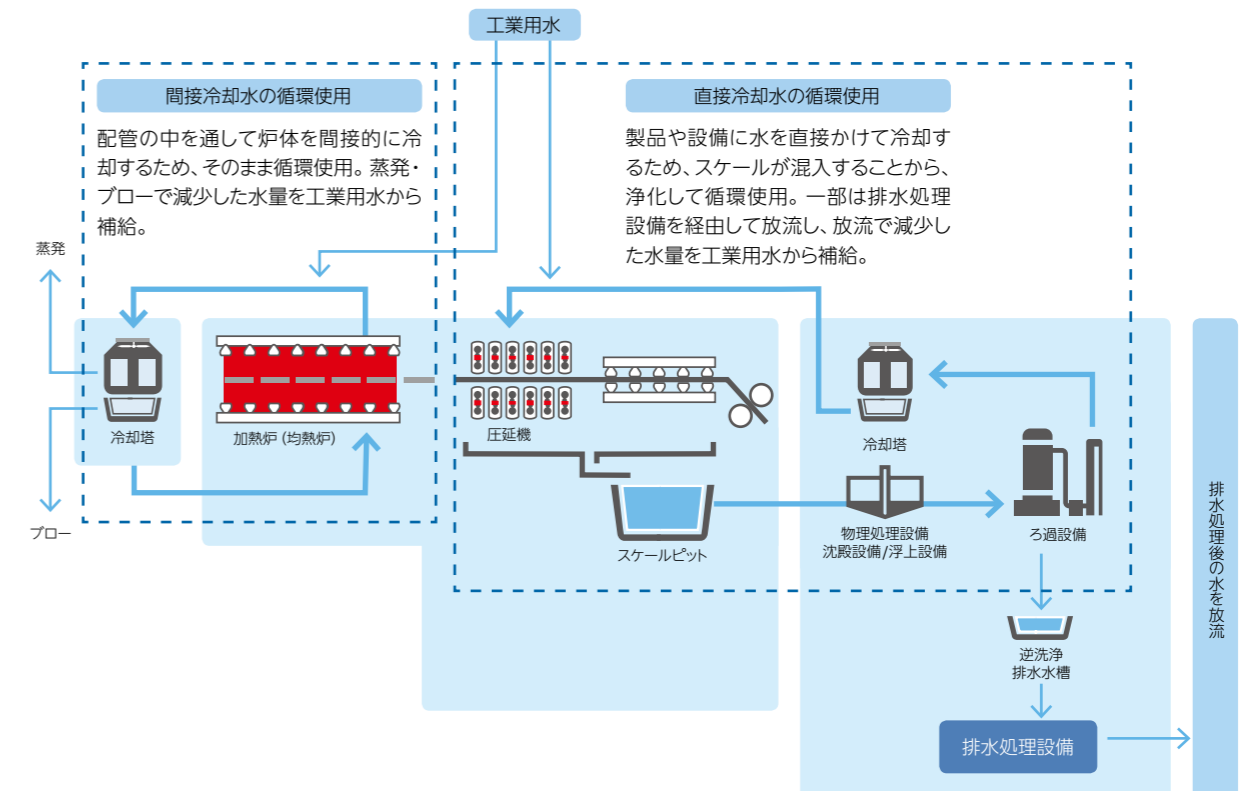 工業用水
間接冷却水の循環使用
配管の中を通して炉体を間接的に冷
却するため、そのまま循環使用。蒸発・
ブローで減少した水量を工業用水から
補給。
直接冷却水の循環使用
製品や設備に水を直接かけて冷却す
るため、スケールが混入することから、
浄化して循環使用。一部は排水処理
設備を経由して放流し、放流で減少し
た水量を工業用水から補給。
蒸発
冷却塔
ブロー
加熱炉（均熱炉）
圧延機
スケールピット
冷却塔
物理処理設備
沈殿設備/浮上設備
ろ過設備
逆洗浄
排水水槽
排水処理設備
排水処理後の水を放流